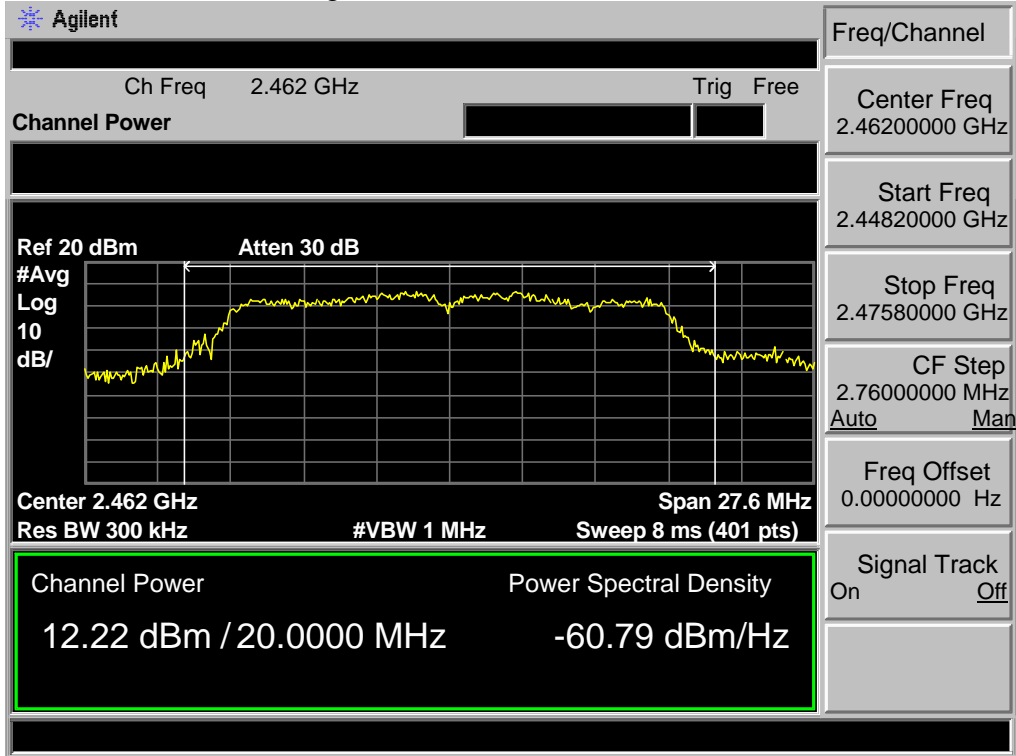 Agilent
Freq/Channel
Ch Freq 2.462 GHz Trig Free
Channel Power
Center Freq
2.46200000 GHz
Start Freq
2.44820000 GHz
Ref 20 dBm Atten 30 dB
#Avg
Log
10
dB/
Stop Freq
2.47580000 GHz
CF Step
2.76000000 MHz
Auto Man
Center 2.462 GHz Span 27.6 MHz
Res BW 300 kHz #VBW 1 MHz Sweep 8 ms (401 pts)
Freq Offset
0.00000000 Hz
Signal Track
On Off
Channel Power Power Spectral Density
12.22 dBm / 20.0000 MHz -60.79 dBm/Hz